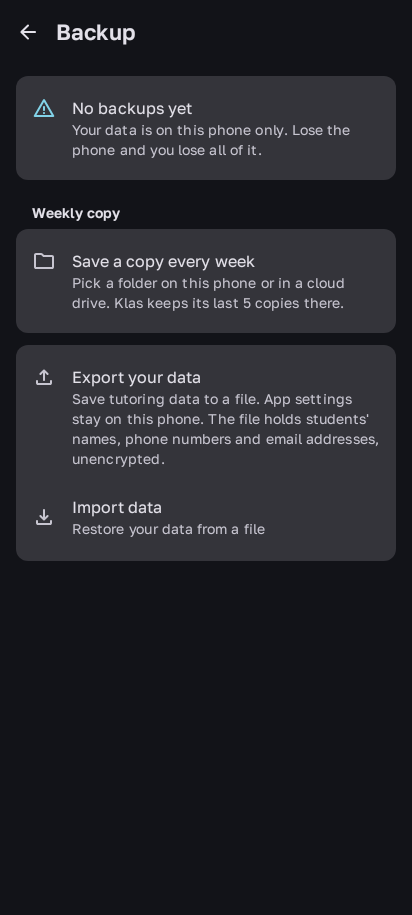 Backup
No backups yet
Your data is on this phone only. Lose the
phone and you lose all of it.
Weekly copy
Save a copy every week
Pick a folder on this phone or in a cloud
drive. Klas keeps its last 5 copies there.
Export your data
Save tutoring data to a file. App settings
stay on this phone. The file holds students'
names, phone numbers and email addresses,
unencrypted.
Import data
Restore your data from a file